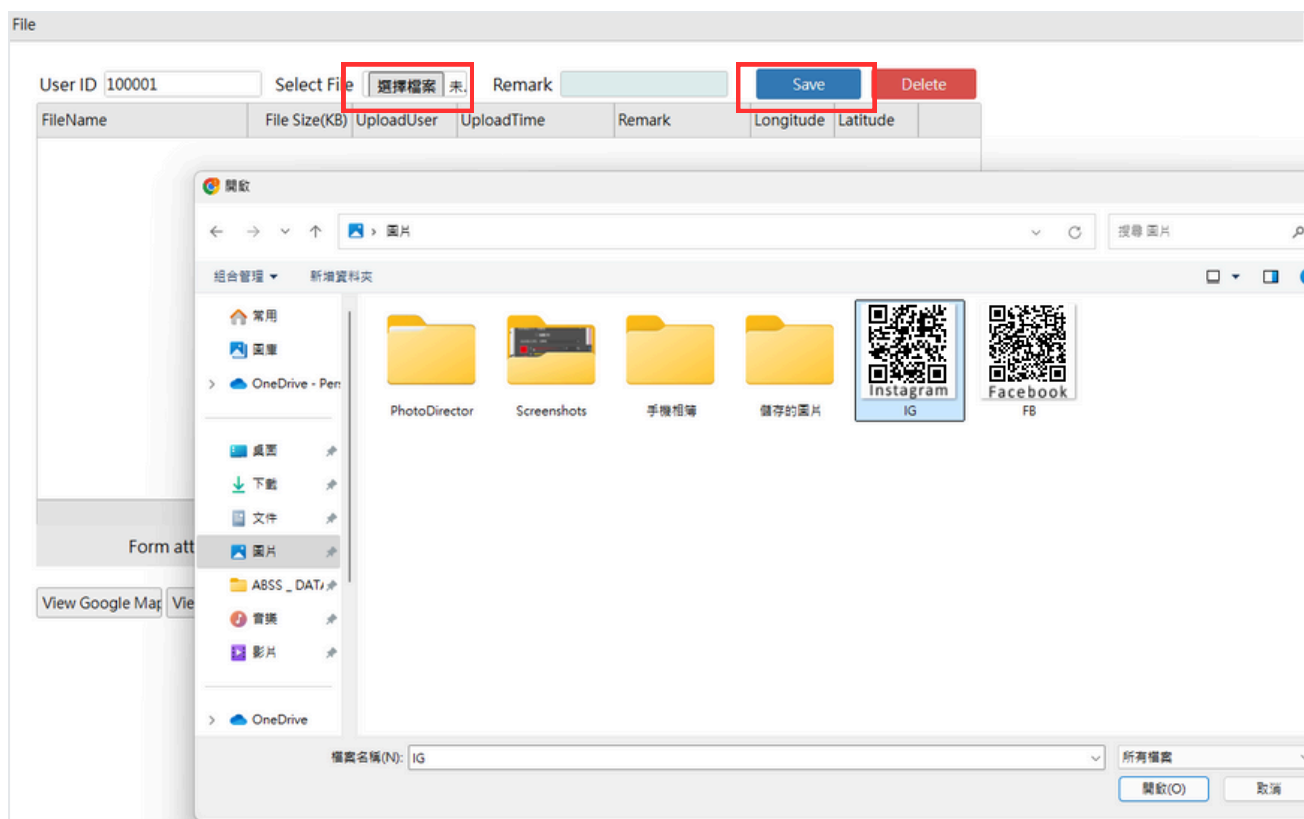 File
User ID 100001 Select File 選擇檔案 未. Remark Save Delete
FileName File Size(KB) UploadUser UploadTime Remark Longitude Latitude
開啟
圖片 搜尋 圖片
組合管理 新增資料夾
常用
圖庫
OneDrive - Pers
桌面
下載
文件
圖片
ABSS _ DATA
音樂
影片
OneDrive
PhotoDirector Screenshots 手機相簿 儲存的圖片 Instagram IG Facebook FB
Form att
View Google Map Vie
檔案名稱(N): IG 所有檔案
開啟(O) 取消